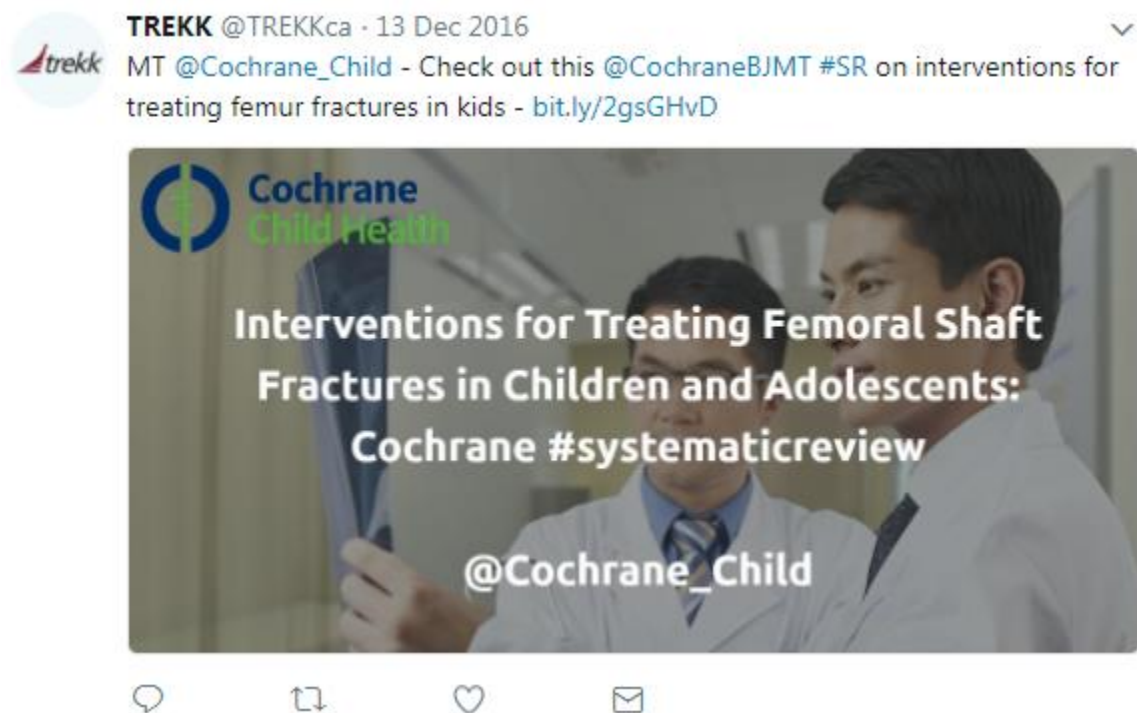 TREKK @TREKKca · 13 Dec 2016
trekk
MT @Cochrane_Child - Check out this @CochraneBJMT #SR on interventions for
treating femur fractures in kids - bit.ly/2gsGHvD
Cochrane
Child Health
Interventions for Treating Femoral Shaft
Fractures in Children and Adolescents:
Cochrane #systematicreview
@Cochrane_Child